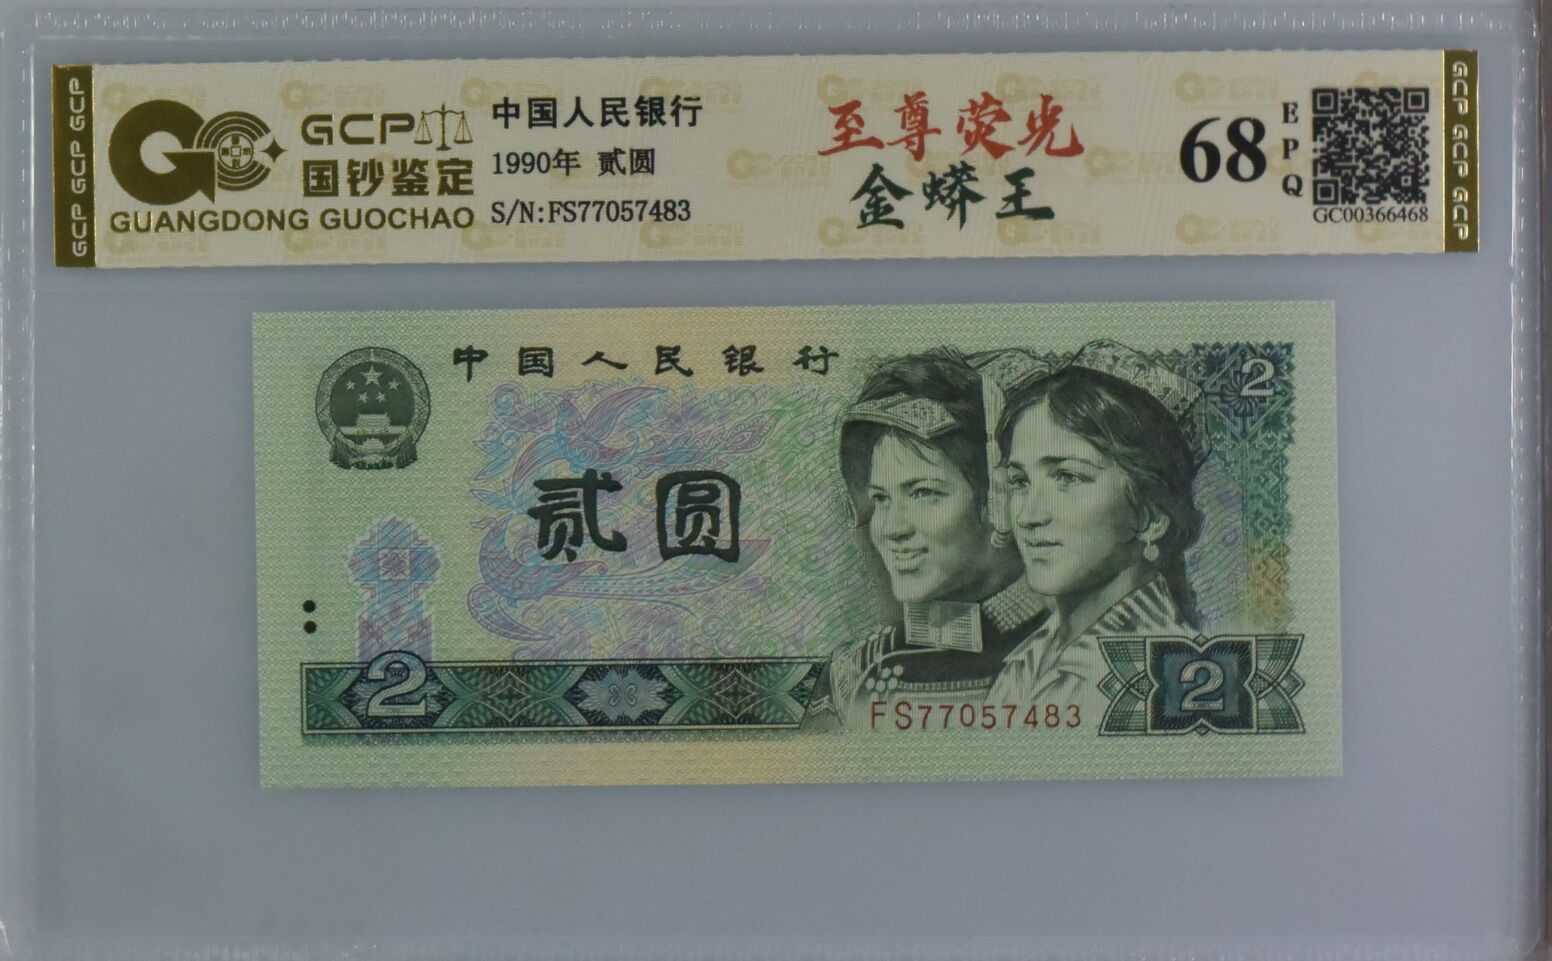 GCP
国钞鉴定
GUANGDONG GUOCHAO
中国人民银行
1990年 贰圆
S/N:FS77057483
至尊荧光
金蟒王
68
EPQ
GC00366468
GCP GCP GCP
GCP GCP GCP
中国人民银行
2
贰圆
2
FS77057483
2